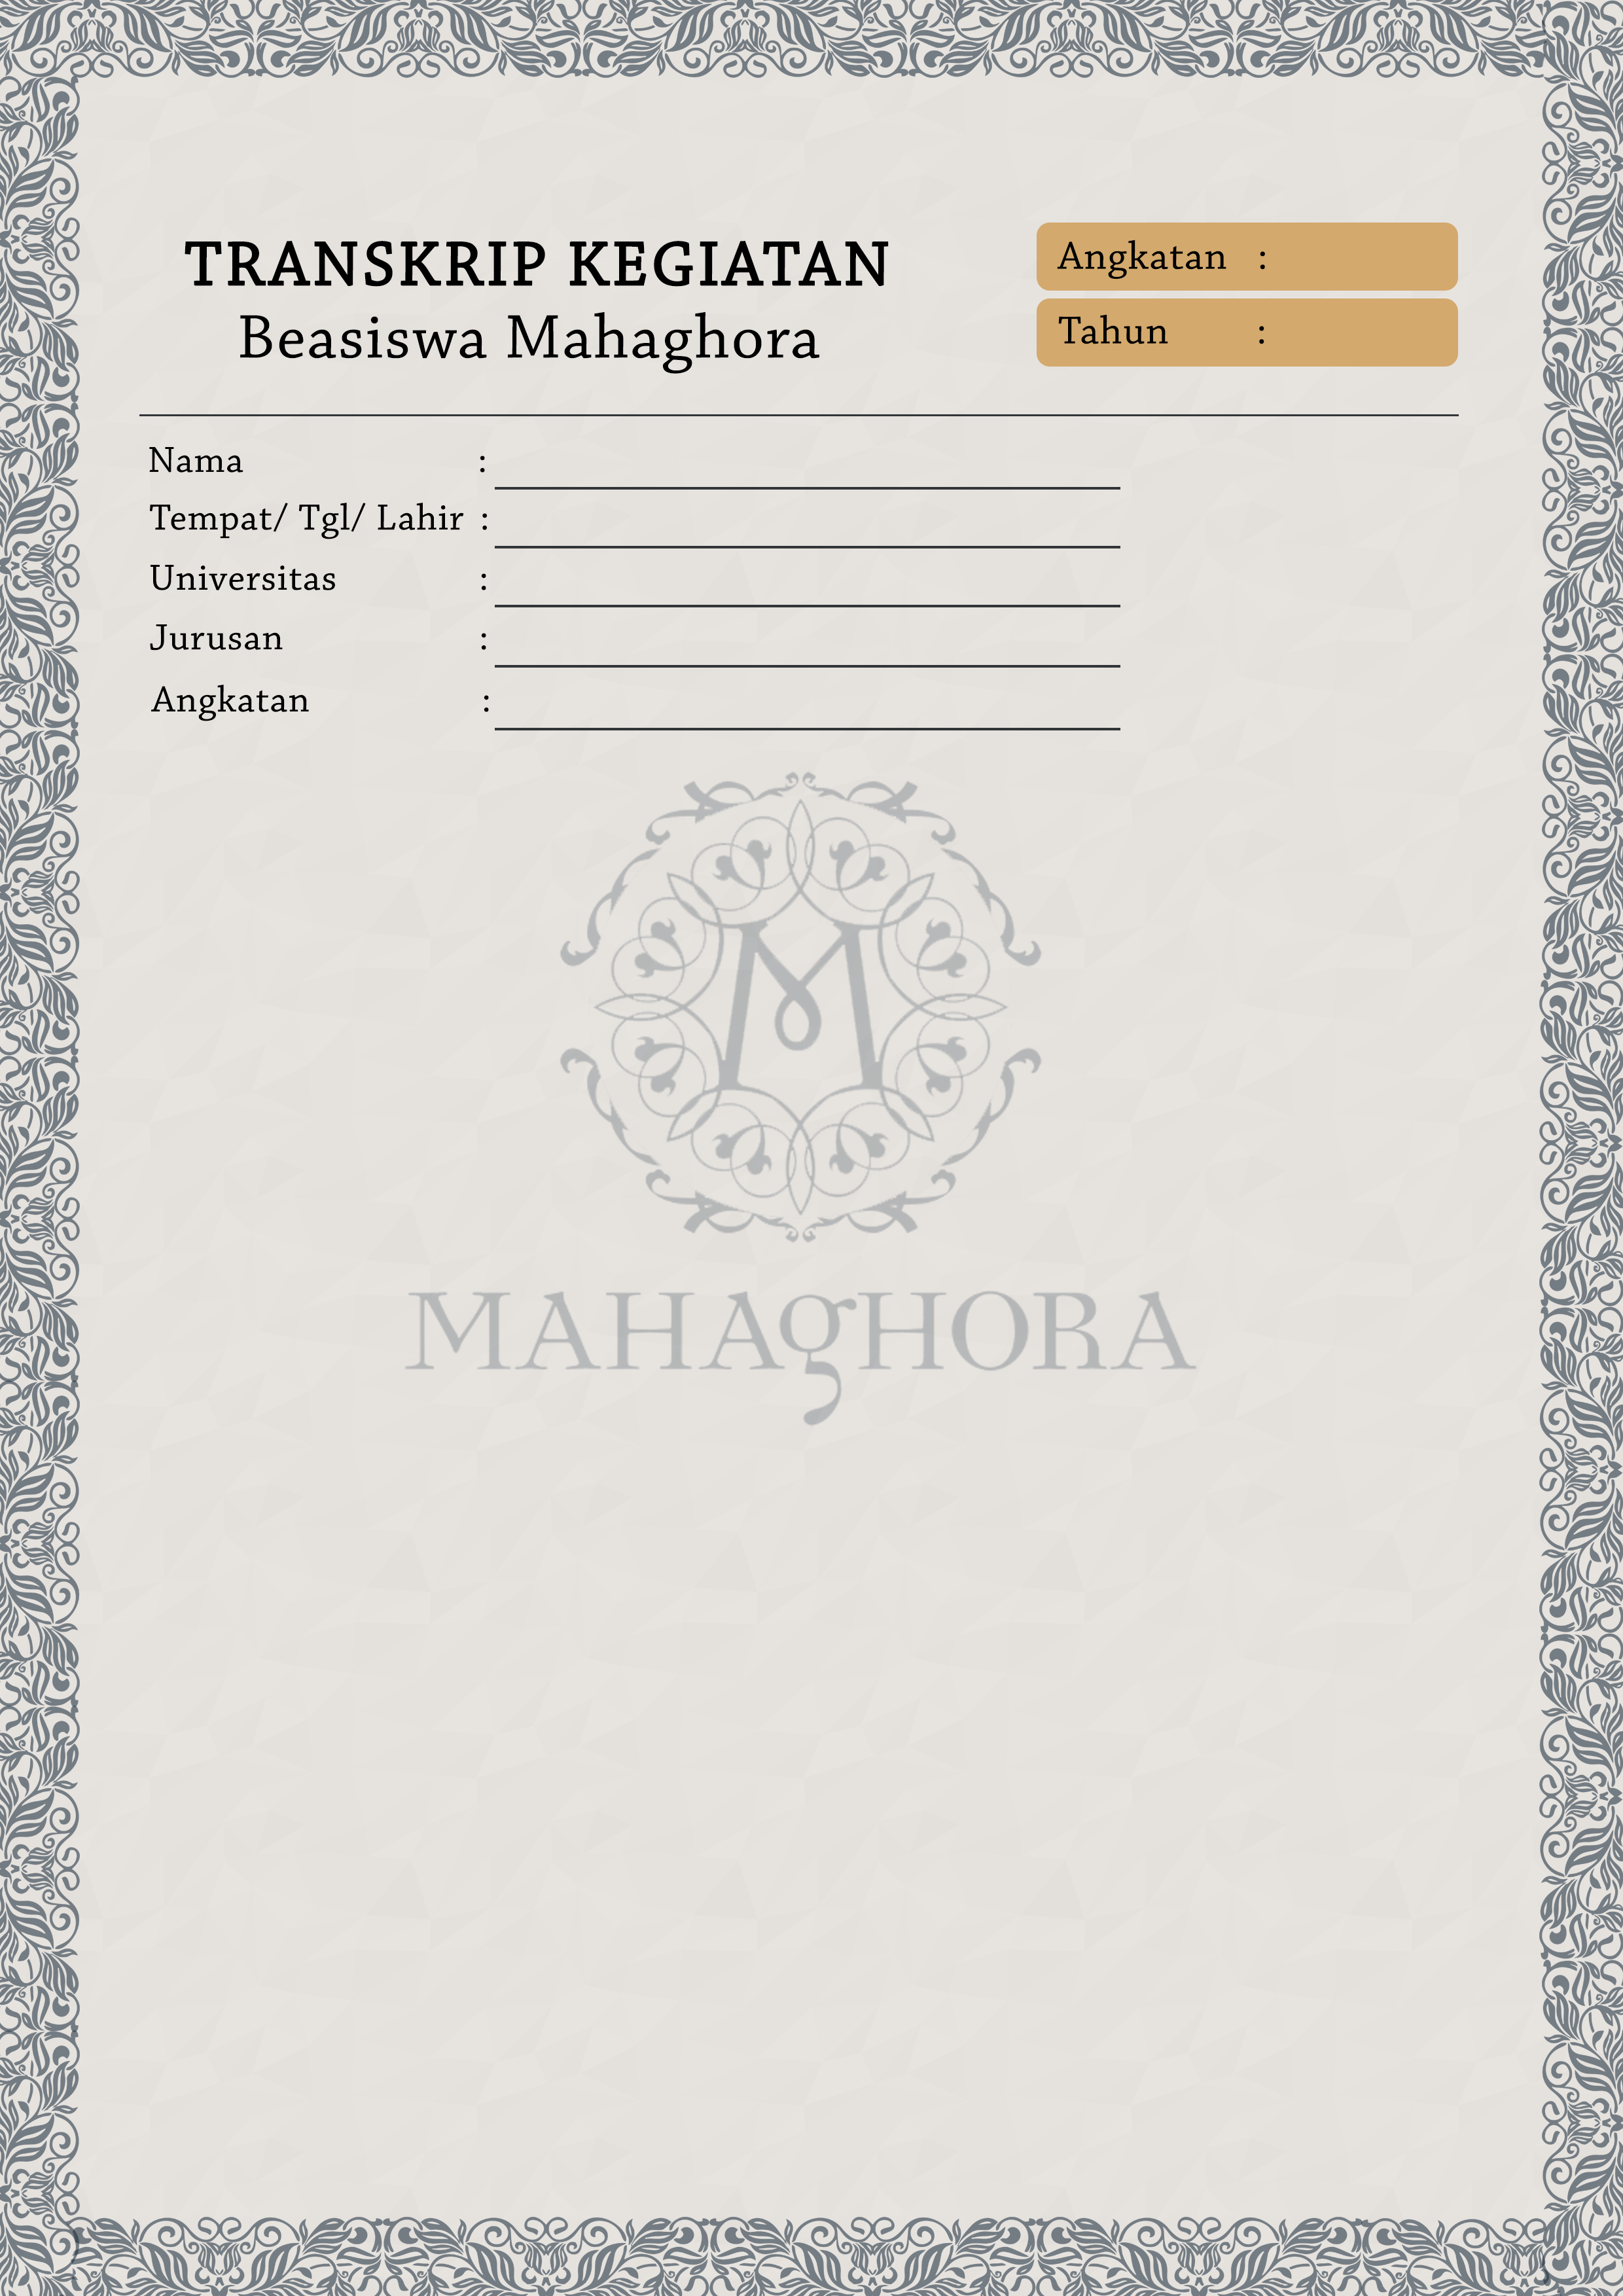 TRANSKRIP KEGIATAN
Beasiswa Mahaghora
Angkatan :
Tahun :
Nama :
Tempat/ Tgl/ Lahir :
Universitas :
Jurusan :
Angkatan :
M
MAHAgHORA